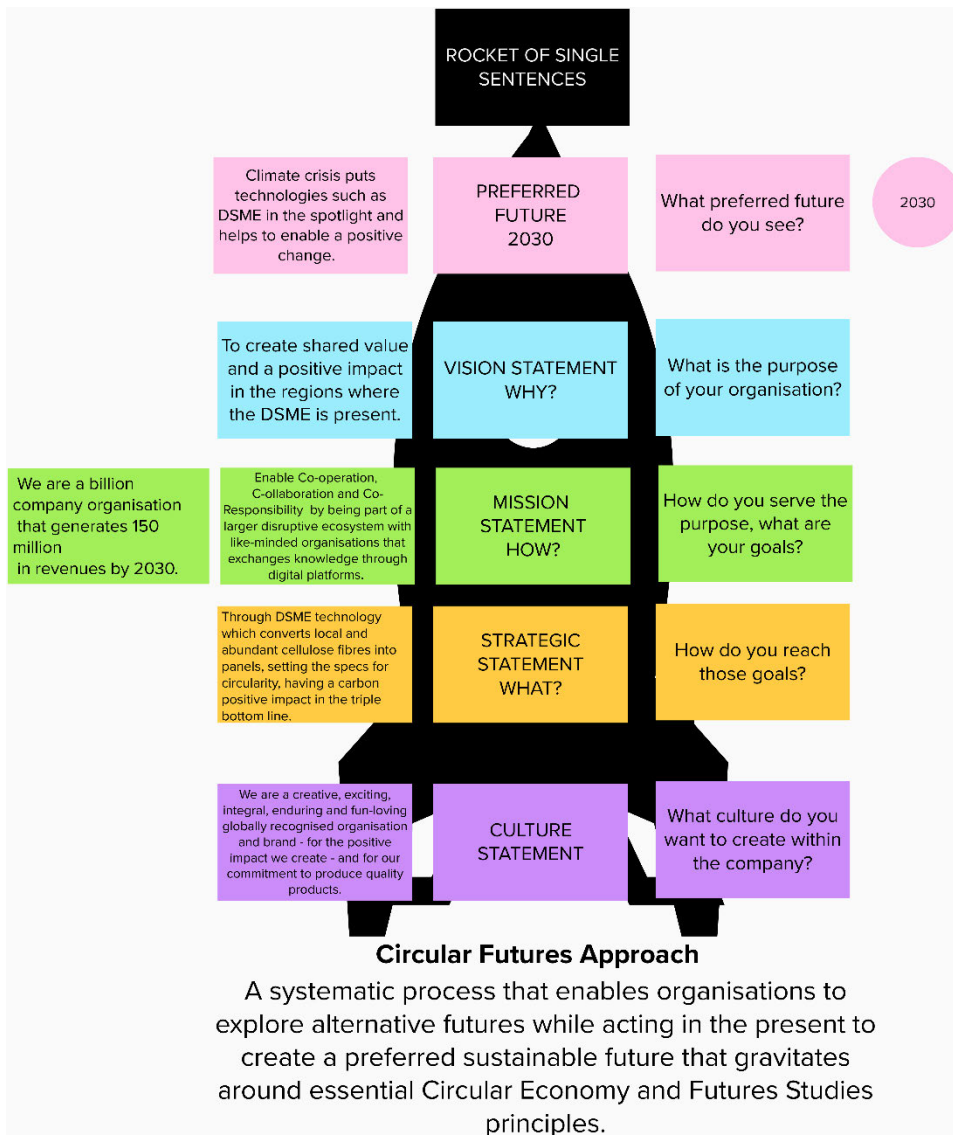 ROCKET OF SINGLE
SENTENCES
Climate crisis puts
technologies such as
DSME in the spotlight and
helps to enable a positive
change.
PREFERRED
FUTURE
2030
What preferred future
do you see?
2030
To create shared value
and a positive impact
in the regions where
the DSME is present.
VISION STATEMENT
WHY?
What is the purpose
of your organisation?
We are a billion
company organisation
that generates 150
million
in revenues by 2030.
Enable Co-operation,
C-ollaboration and Co-
Responsibility by being part of a
larger disruptive ecosystem with
like-minded organisations that
exchanges knowledge through
digital platforms.
MISSION
STATEMENT
HOW?
How do you serve the
purpose, what are
your goals?
Through DSME technology
which converts local and
abundant cellulose fibres into
panels, setting the specs for
circularity, having a carbon
positive impact in the triple
bottom line.
STRATEGIC
STATEMENT
WHAT?
How do you reach
those goals?
We are a creative, exciting,
integral, enduring and fun-loving
globally recognised organisation
and brand - for the positive
impact we create - and for our
commitment to produce quality
products.
CULTURE
STATEMENT
What culture do you
want to create within
the company?
Circular Futures Approach
A systematic process that enables organisations to
explore alternative futures while acting in the present to
create a preferred sustainable future that gravitates
around essential Circular Economy and Futures Studies
principles.